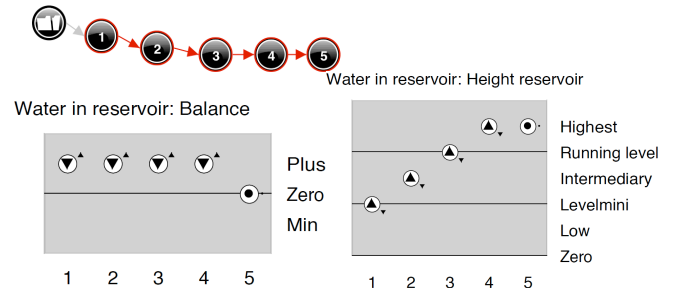 1 2 3 4 5
Water in reservoir: Height reservoir
Water in reservoir: Balance
Plus
Zero
Min
1 2 3 4 5
Highest
Running level
Intermediary
Levelmini
Low
Zero
1 2 3 4 5